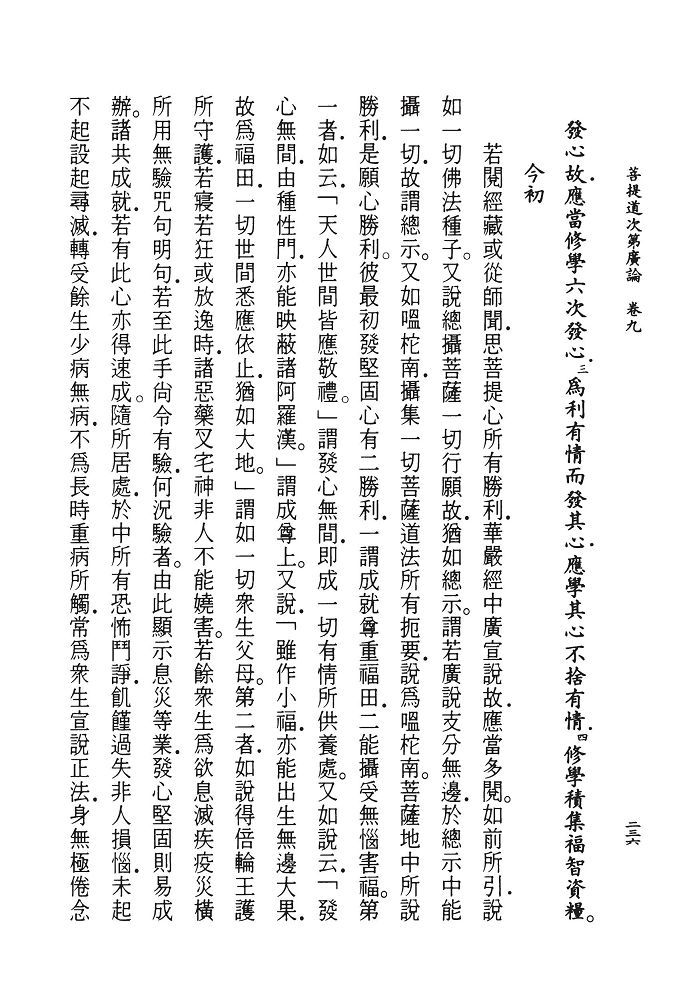 菩提道次第廣論　卷九
二三六
發心故．應當修學六次發心．三為利有情而發其心．應學其心不捨有情．四修學積集福智資糧。
今初
若閱經藏或從師聞．思菩提心所有勝利．華嚴經中廣宣說故．應當多閱。如前所引．說
如一切佛法種子。又說總攝菩薩一切行願故．猶如總示。謂若廣說支分無邊．於總示中能
攝一切．故謂總示。又如嗢柁南．攝集一切菩薩道法所有扼要．說為嗢柁南。菩薩地中所說
勝利．是願心勝利。彼最初發堅固心有二勝利．一謂成就尊重福田．二能攝受無惱害福。第
一者．如云「天人世間皆應敬禮。」謂發心無間．即成一切有情所供養處。又如說云．「發
心無間．由種性門．亦能映蔽諸阿羅漢。」謂成尊上。又說．「雖作小福．亦能出生無邊大果．
故為福田．一切世間悉應依止．猶如大地。」謂如一切眾生父母。第二者．如說得倍輪王護
所守護．若寢若狂或放逸時．諸惡藥叉宅神非人不能嬈害。若餘眾生為欲息滅疾疫災橫
所用無驗咒句明句．若至此手尚令有驗．何況驗者。由此顯示息災等業．發心堅固則易成
辦。諸共成就．若有此心亦得速成。隨所居處．於中所有恐怖鬥諍．飢饉過失非人損惱．未起
不起設起尋滅．轉受餘生少病無病．不為長時重病所觸．常為眾生宣說正法．身無極倦念